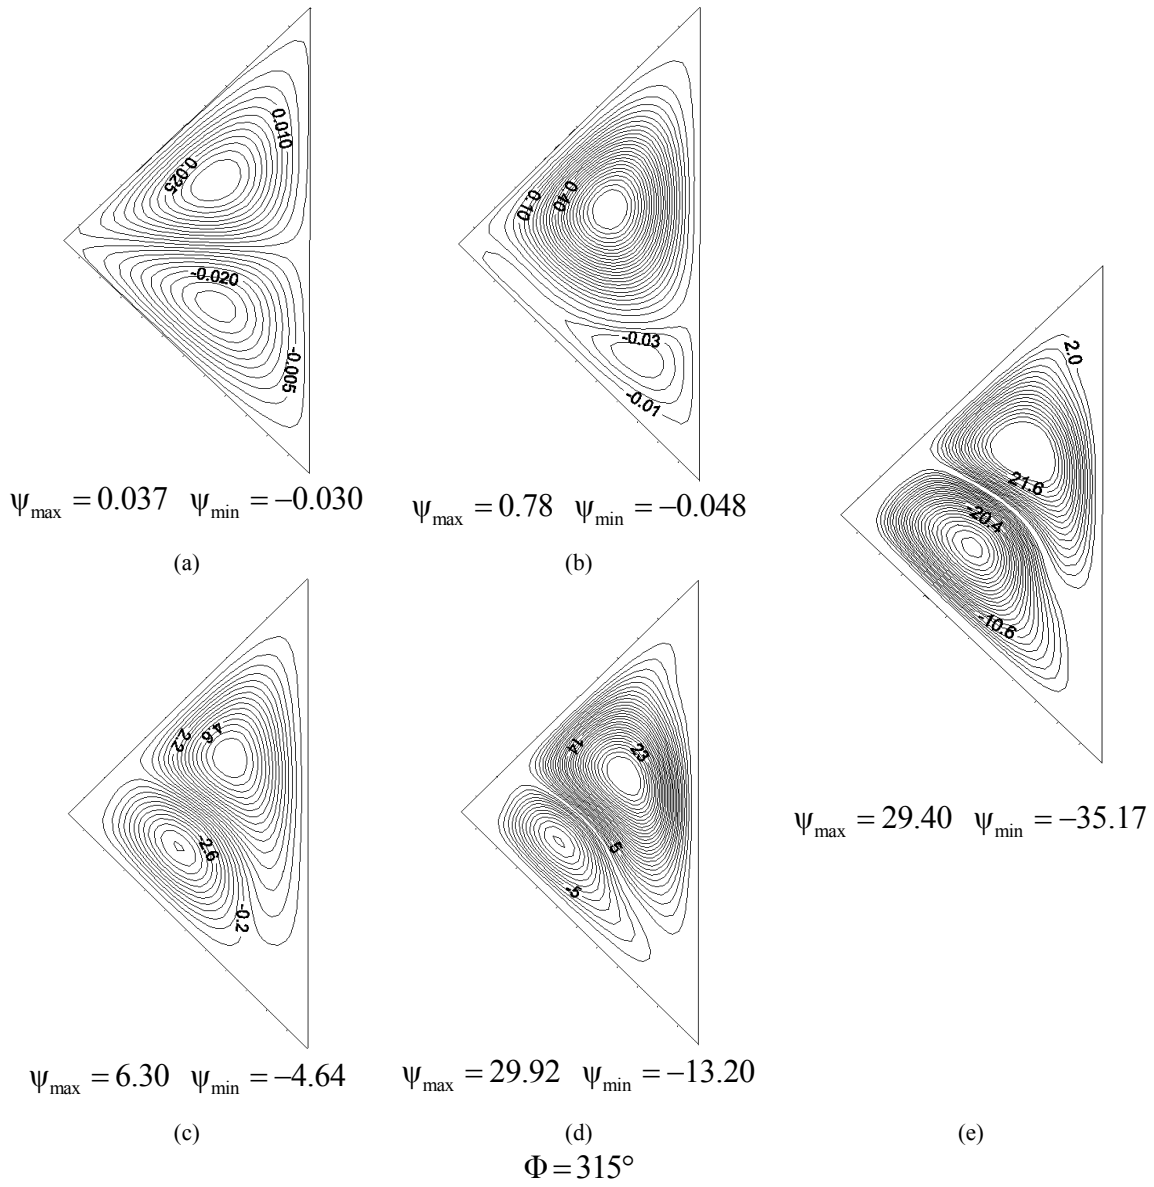 0.010
0.025
-0.020
-0.005
ψmax = 0.037 ψmin = −0.030
(a)
0.10
0.40
-0.03
-0.01
ψmax = 0.78 ψmin = −0.048
(b)
2.0
21.6
-20.4
-10.6
ψmax = 29.40 ψmin = −35.17
(e)
2.2
4.6
-2.6
-0.2
ψmax = 6.30 ψmin = −4.64
(c)
14
23
-5
ψmax = 29.92 ψmin = −13.20
(d)
Φ = 315°